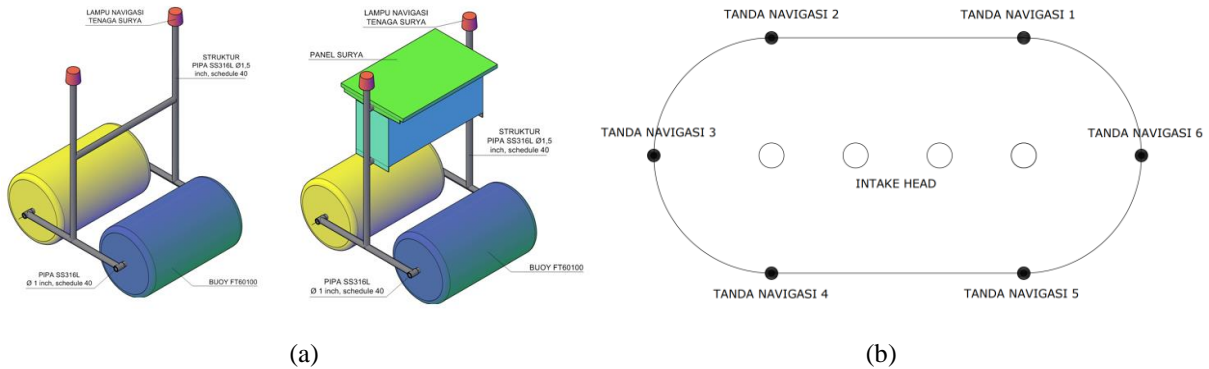 LAMPU NAVIGASI
TENAGA SURYA
STRUKTUR
PIPA SS316L Ø1,5
inch, schedule 40
PIPA SS316L
Ø 1 inch, schedule 40
BUOY FT60100
LAMPU NAVIGASI
TENAGA SURYA
PANEL SURYA
STRUKTUR
PIPA SS316L Ø1,5
inch, schedule 40
PIPA SS316L
Ø 1 inch, schedule 40
BUOY FT60100
(a)
TANDA NAVIGASI 2
TANDA NAVIGASI 1
TANDA NAVIGASI 3
TANDA NAVIGASI 6
INTAKE HEAD
TANDA NAVIGASI 4
TANDA NAVIGASI 5
(b)